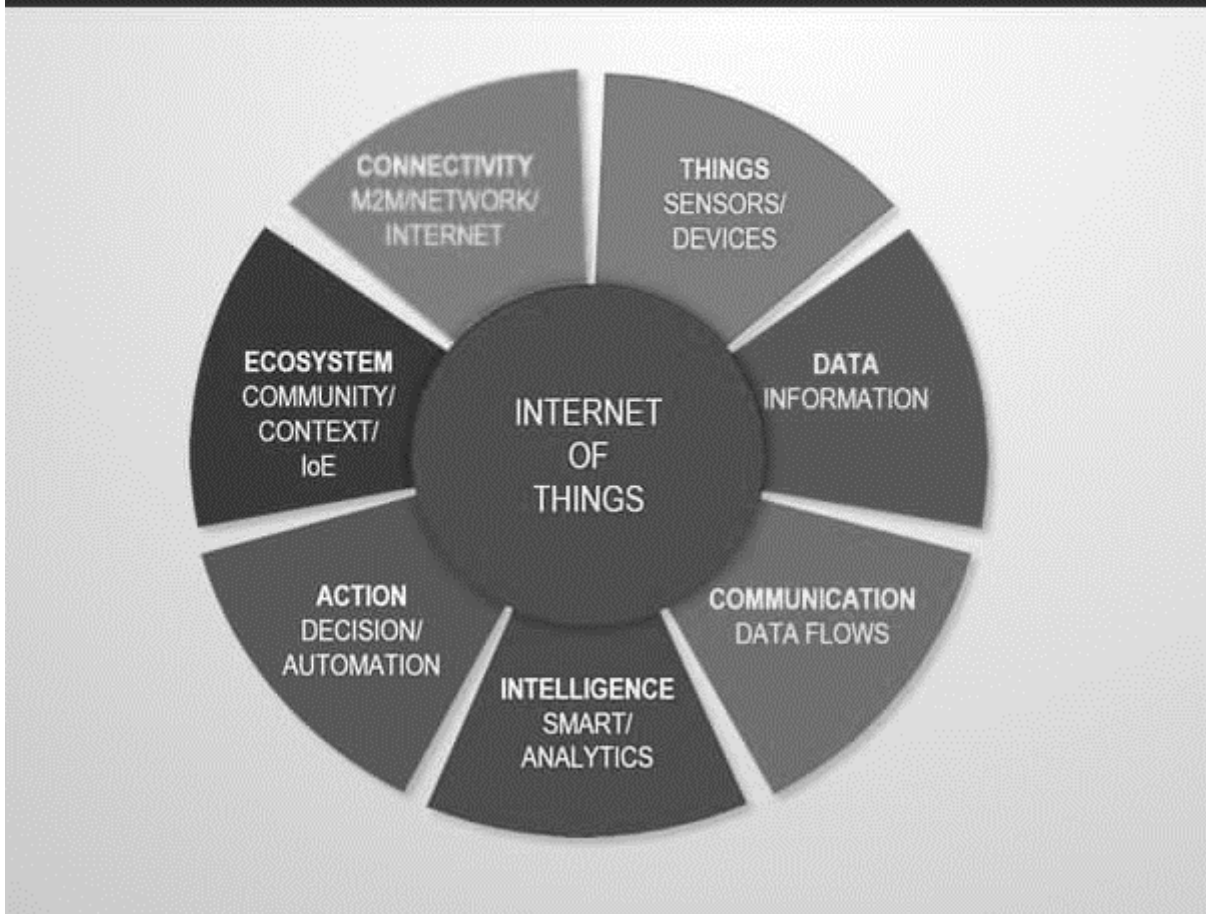 CONNECTIVITY
M2M/NETWORK/
INTERNET
THINGS
SENSORS/
DEVICES
DATA
INFORMATION
COMMUNICATION
DATA FLOWS
INTELLIGENCE
SMART/
ANALYTICS
ACTION
DECISION/
AUTOMATION
ECOSYSTEM
COMMUNITY/
CONTEXT/
IoE
INTERNET
OF
THINGS